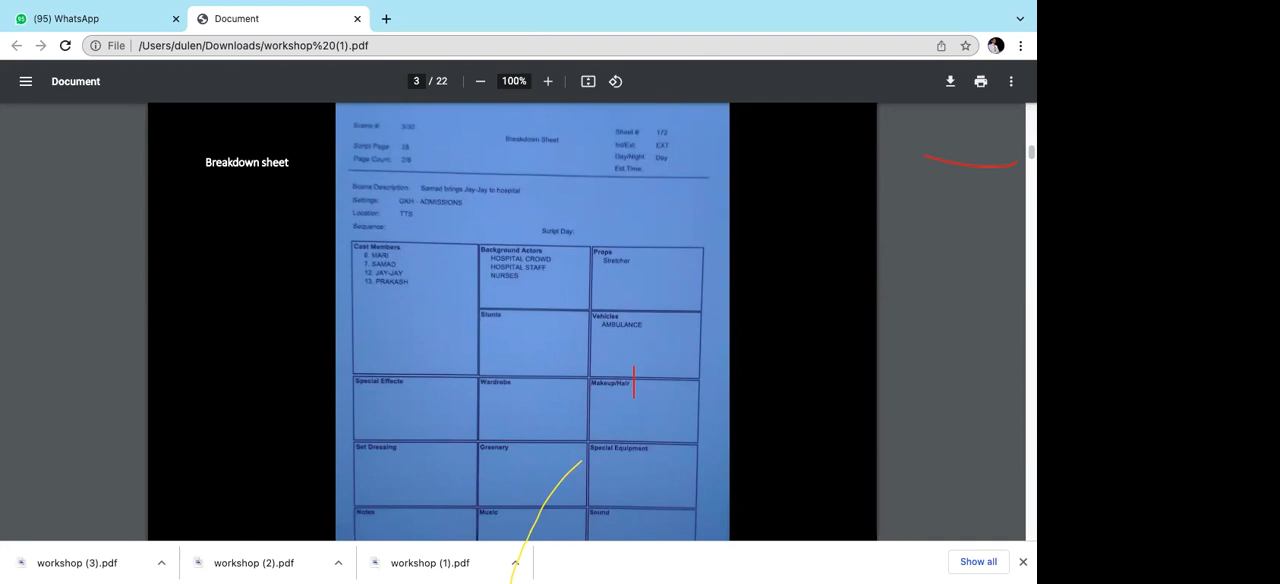 (95) WhatsApp
Document
File
/Users/dulen/Downloads/workshop%20(1).pdf
Document
3 / 22
100%
Breakdown sheet
Scene # 3/30
Breakdown Sheet
Sheet # 1/2
Script Page
Int/Ext: EXT
Page Count: 2/8
Day/Night Day
Est.Time:
Scene Description: Samad brings Jay-Jay to hospital
Settings: GKH - ADMISSIONS
Location: TTS
Sequence:
Script Day:
Cast Members
6. MARI
7. SAMAD
12. JAY-JAY
13. PRAKASH
Background Actors
HOSPITAL CROWD
HOSPITAL STAFF
NURSES
Props
Stretcher
Stunts
Vehicles
AMBULANCE
Special Effects
Wardrobe
Makeup/Hair
Set Dressing
Greenery
Special Equipment
Notes
Music
Sound
workshop (3).pdf
workshop (2).pdf
workshop (1).pdf
Show all